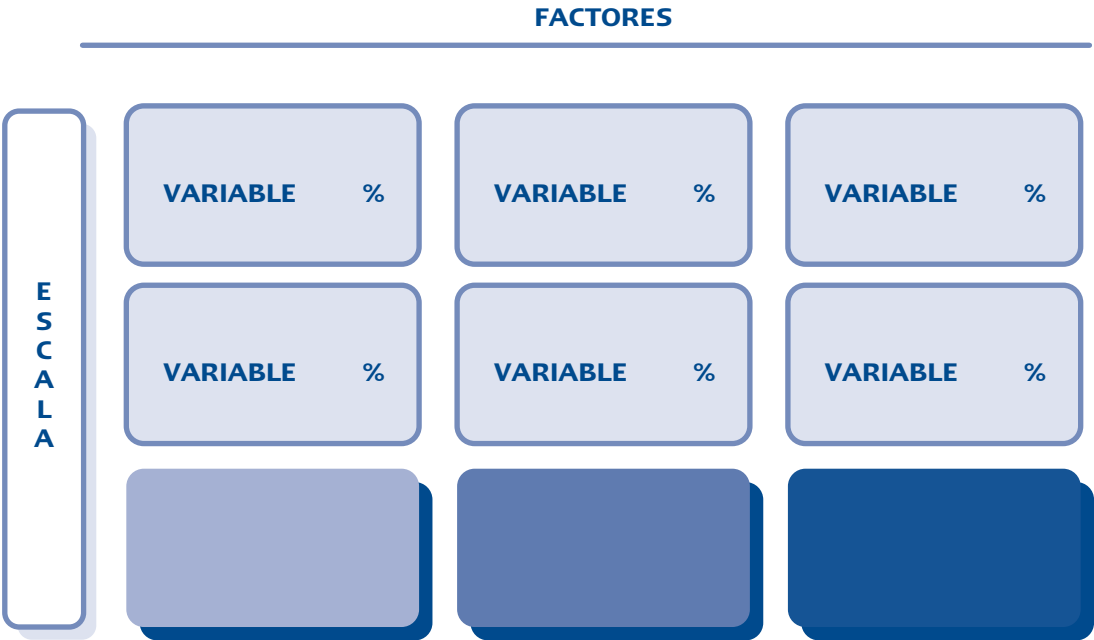 FACTORES
VARIABLE %
VARIABLE %
VARIABLE %
E
S
C
A
L
A
VARIABLE %
VARIABLE %
VARIABLE %